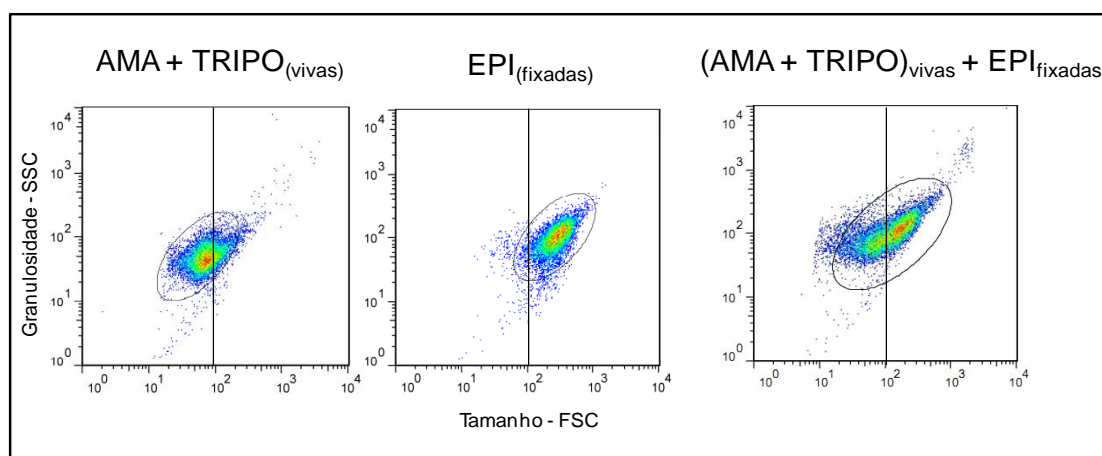 AMA + TRIPO(vivas)
EPI(fixadas)
(AMA + TRIPO)vivas + EPIfixadas
Granulosidade - SSC
10^4
10^3
10^2
10^1
10^0
10^0 10^1 10^2 10^3 10^4
10^4
10^3
10^2
10^1
10^0
10^0 10^1 10^2 10^3 10^4
10^4
10^3
10^2
10^1
10^0
10^0 10^1 10^2 10^3 10^4
Tamanho - FSC